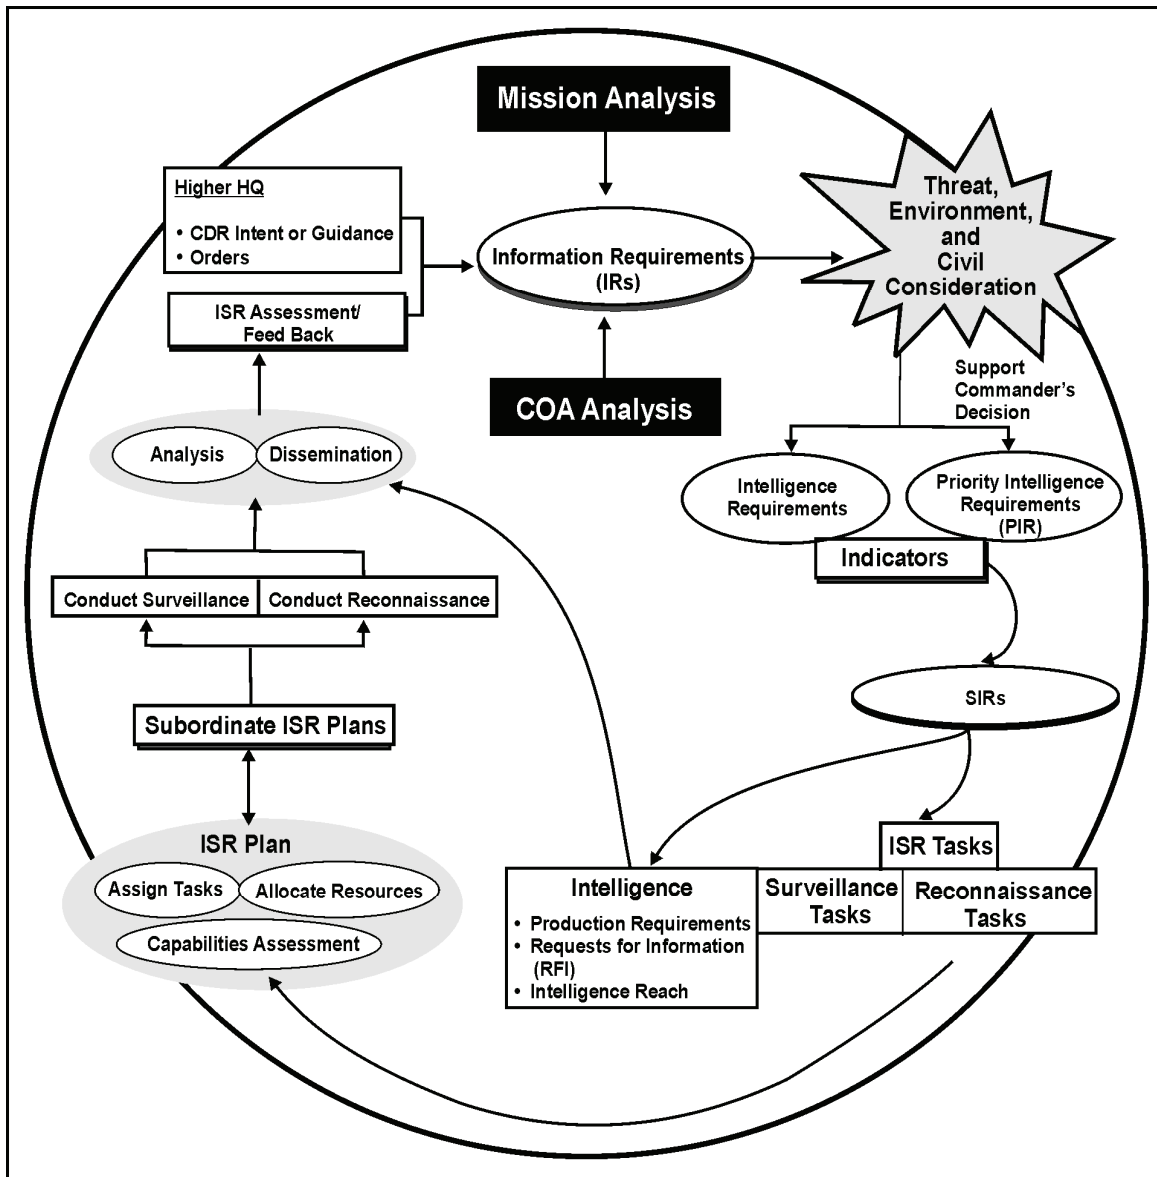 Mission Analysis
Higher HQ
• CDR Intent or Guidance
• Orders
ISR Assessment/
Feed Back
Information Requirements
(IRs)
COA Analysis
Threat,
Environment,
and
Civil
Consideration
Support
Commander's
Decision
Analysis
Dissemination
Intelligence
Requirements
Priority Intelligence
Requirements
(PIR)
Indicators
Conduct Surveillance
Conduct Reconnaissance
SIRs
Subordinate ISR Plans
ISR Plan
Assign Tasks
Allocate Resources
Capabilities Assessment
ISR Tasks
Intelligence
• Production Requirements
• Requests for Information
(RFI)
• Intelligence Reach
Surveillance
Tasks
Reconnaissance
Tasks